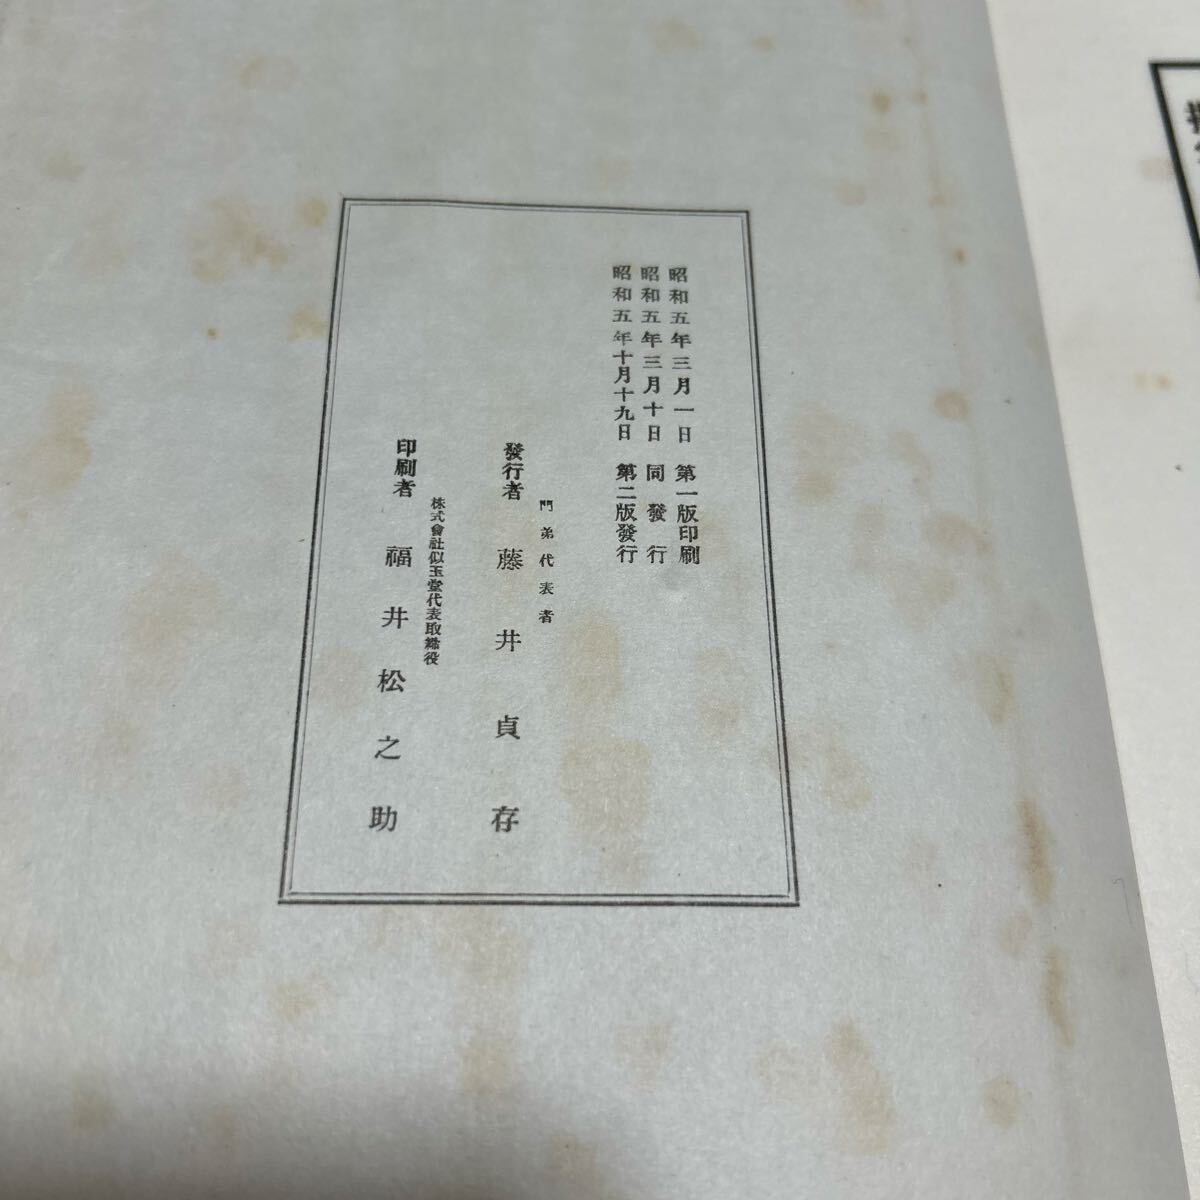 昭和五年三月一日 第一版印刷
昭和五年三月十日 同發行
昭和五年十月十九日 第二版發行
門弟代表者
發行者 藤井貞存
株式會社似玉堂代表取締役
印刷者 福井松之助